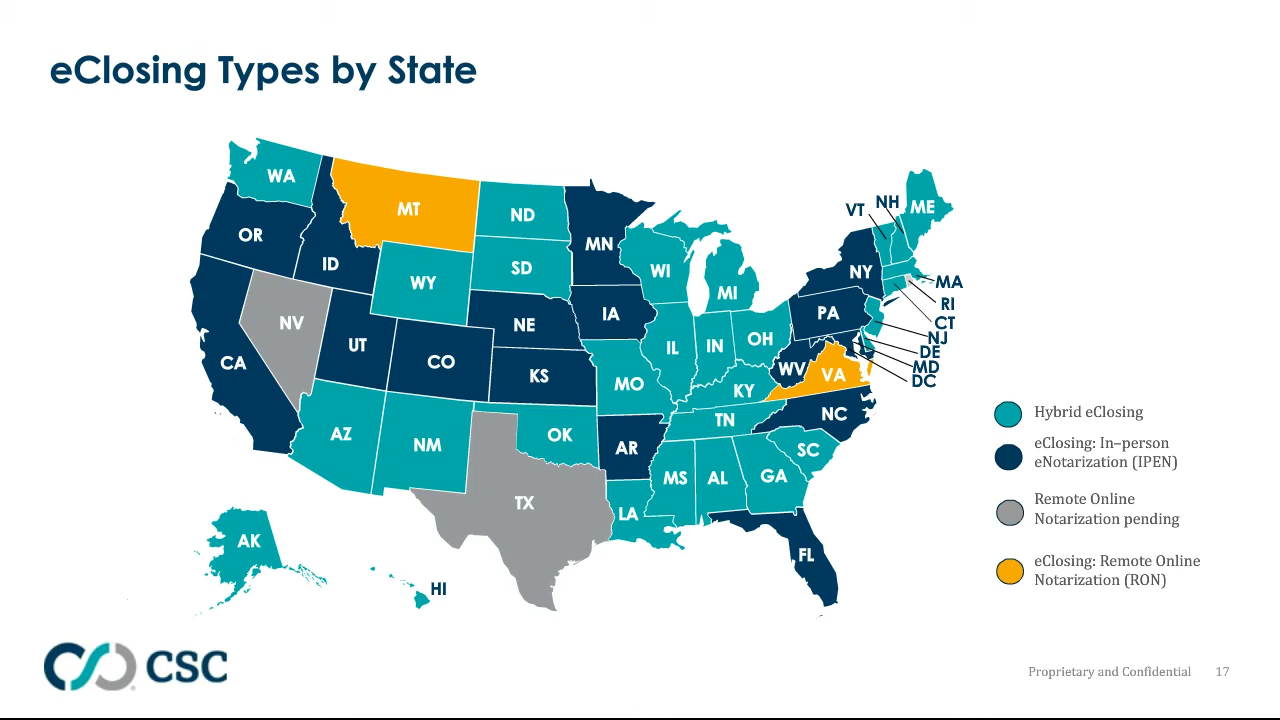 eClosing Types by State
WA
MT
ND
MN
ME
VT
NH
OR
ID
WY
SD
WI
MI
NY
MA
RI
CT
NJ
DE
MD
DC
NV
UT
CO
NE
IA
IL
IN
OH
PA
CA
KS
MO
KY
WV
VA
AZ
NM
OK
AR
TN
NC
SC
TX
LA
MS
AL
GA
FL
AK
HI
Hybrid eClosing
eClosing: In–person
eNotarization (IPEN)
Remote Online
Notarization pending
eClosing: Remote Online
Notarization (RON)
CSC
Proprietary and Confidential
17